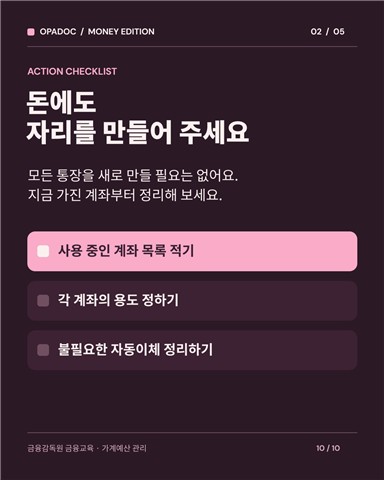 OPADOC / MONEY EDITION
02 / 05
ACTION CHECKLIST
돈에도
자리를 만들어 주세요
모든 통장을 새로 만들 필요는 없어요.
지금 가진 계좌부터 정리해 보세요.
사용 중인 계좌 목록 적기
각 계좌의 용도 정하기
불필요한 자동이체 정리하기
금융감독원 금융교육 · 가계예산 관리
10 / 10